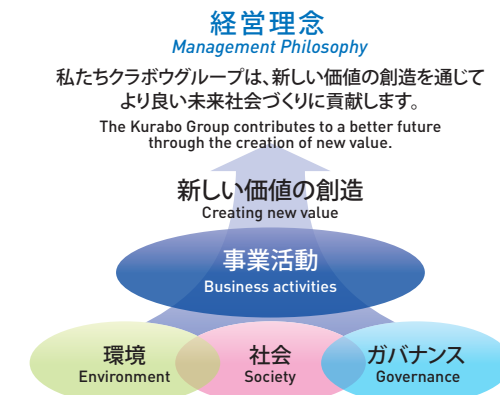 経営理念
Management Philosophy
私たちクラボウグループは、新しい価値の創造を通じて
より良い未来社会づくりに貢献します。
The Kurabo Group contributes to a better future
through the creation of new value.
新しい価値の創造
Creating new value
事業活動
Business activities
環境
Environment
社会
Society
ガバナンス
Governance